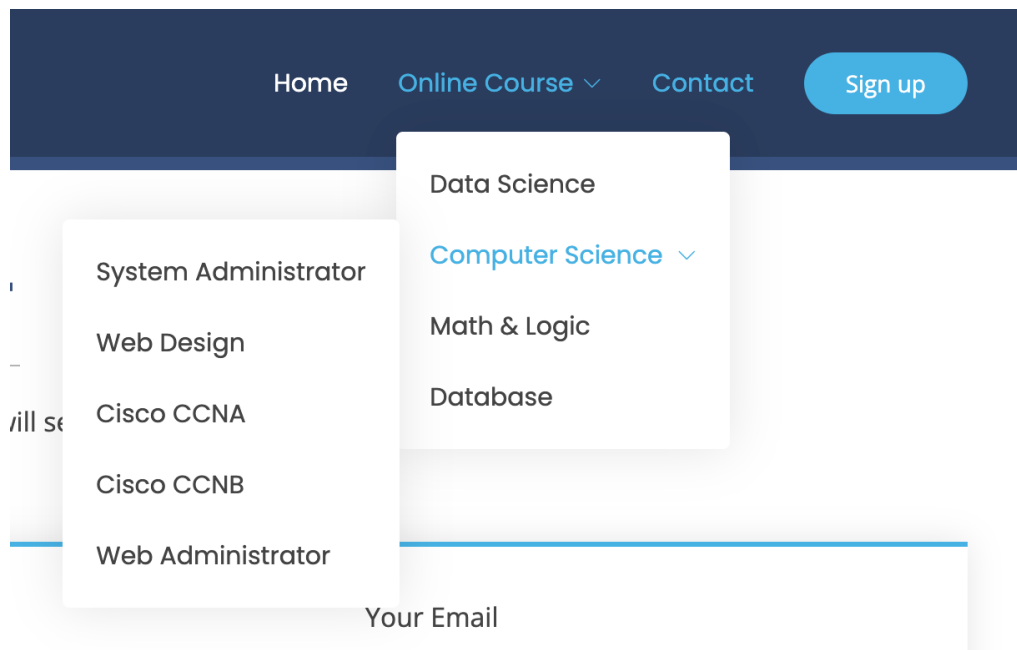 Home Online Course Contact Sign up
Data Science
Computer Science
Math & Logic
Database
System Administrator
Web Design
Cisco CCNA
Cisco CCNB
Web Administrator
Your Email